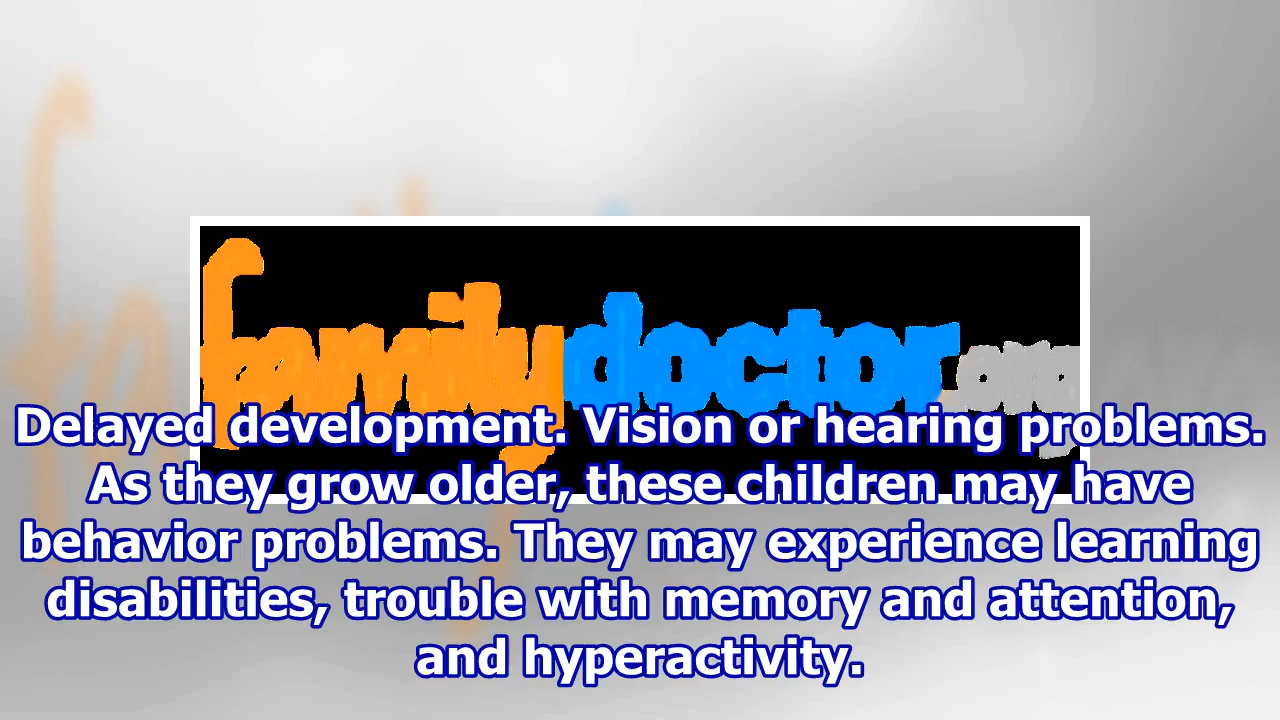 familydoctor.org
Delayed development. Vision or hearing problems.
As they grow older, these children may have
behavior problems. They may experience learning
disabilities, trouble with memory and attention,
and hyperactivity.